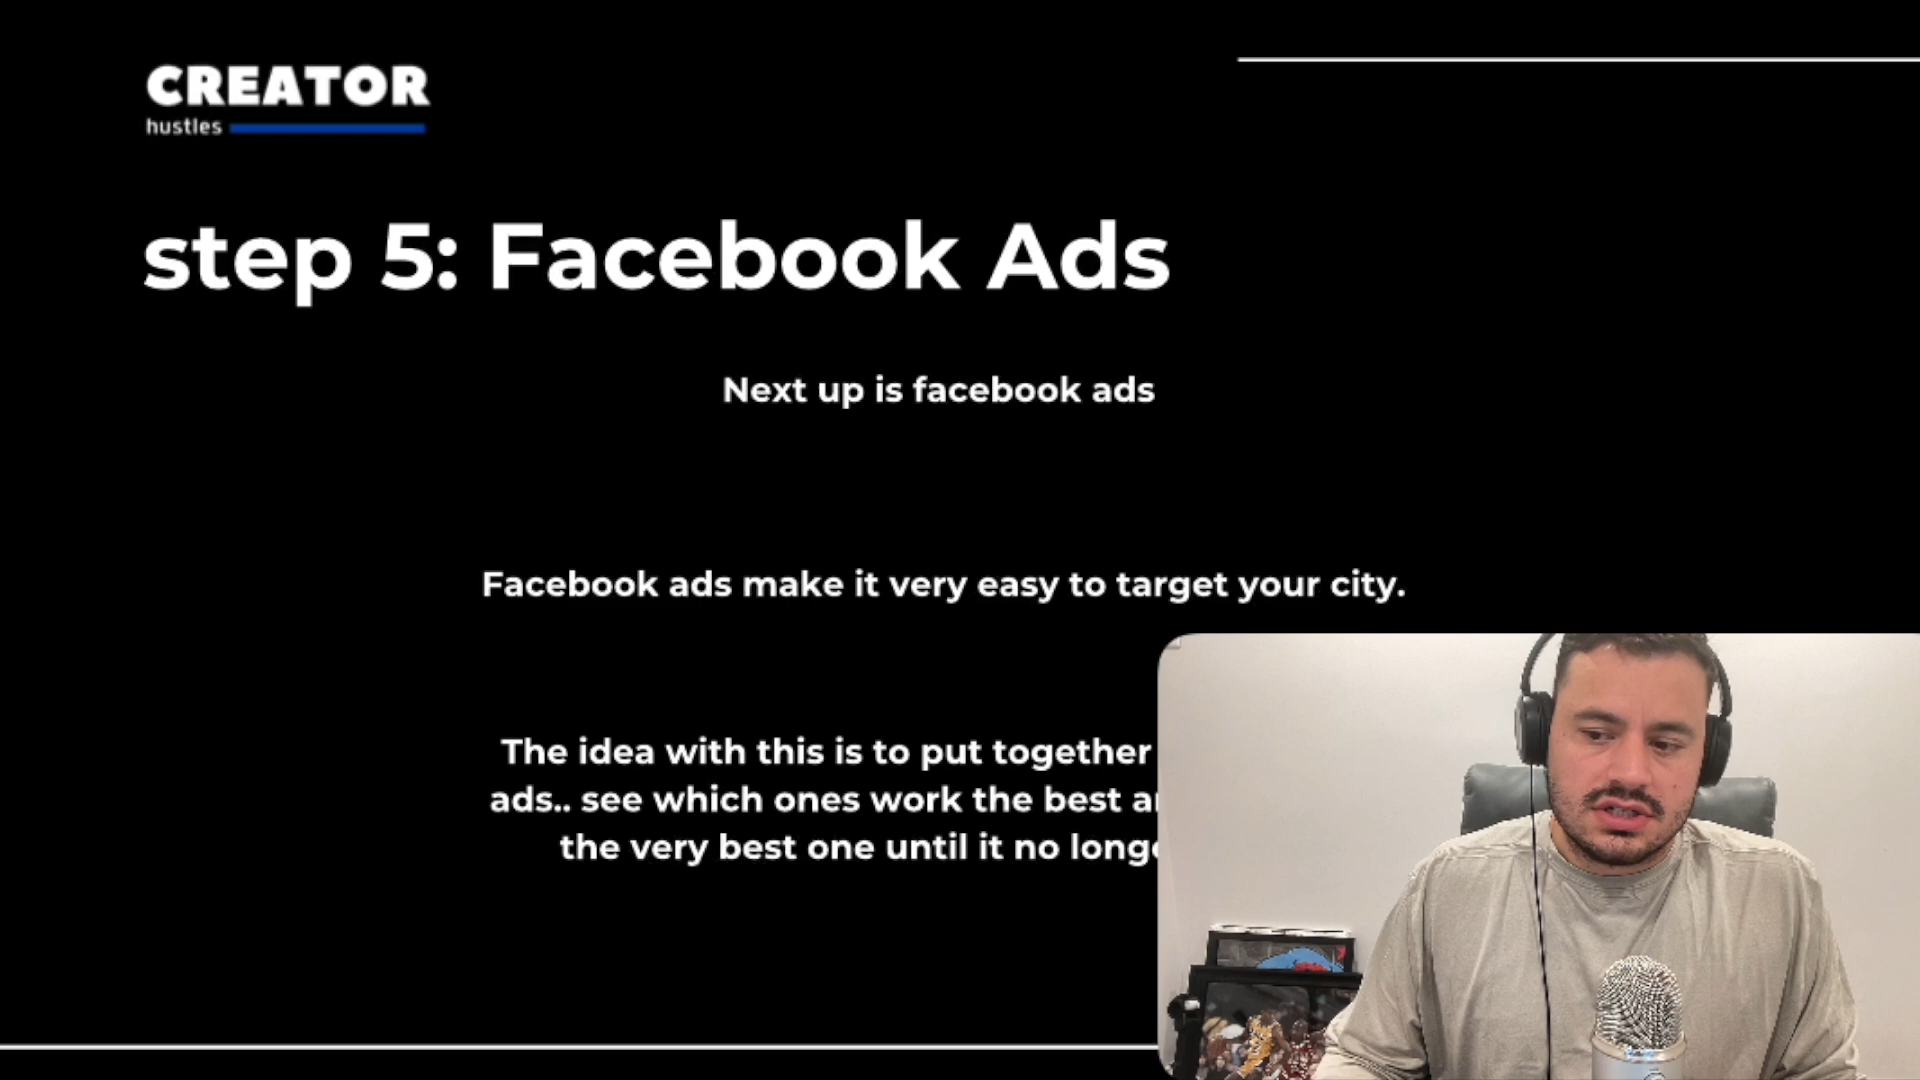 CREATOR
hustles
step 5: Facebook Ads
Next up is facebook ads
Facebook ads make it very easy to target your city.
The idea with this is to put together
ads.. see which ones work the best
the very best one until it no